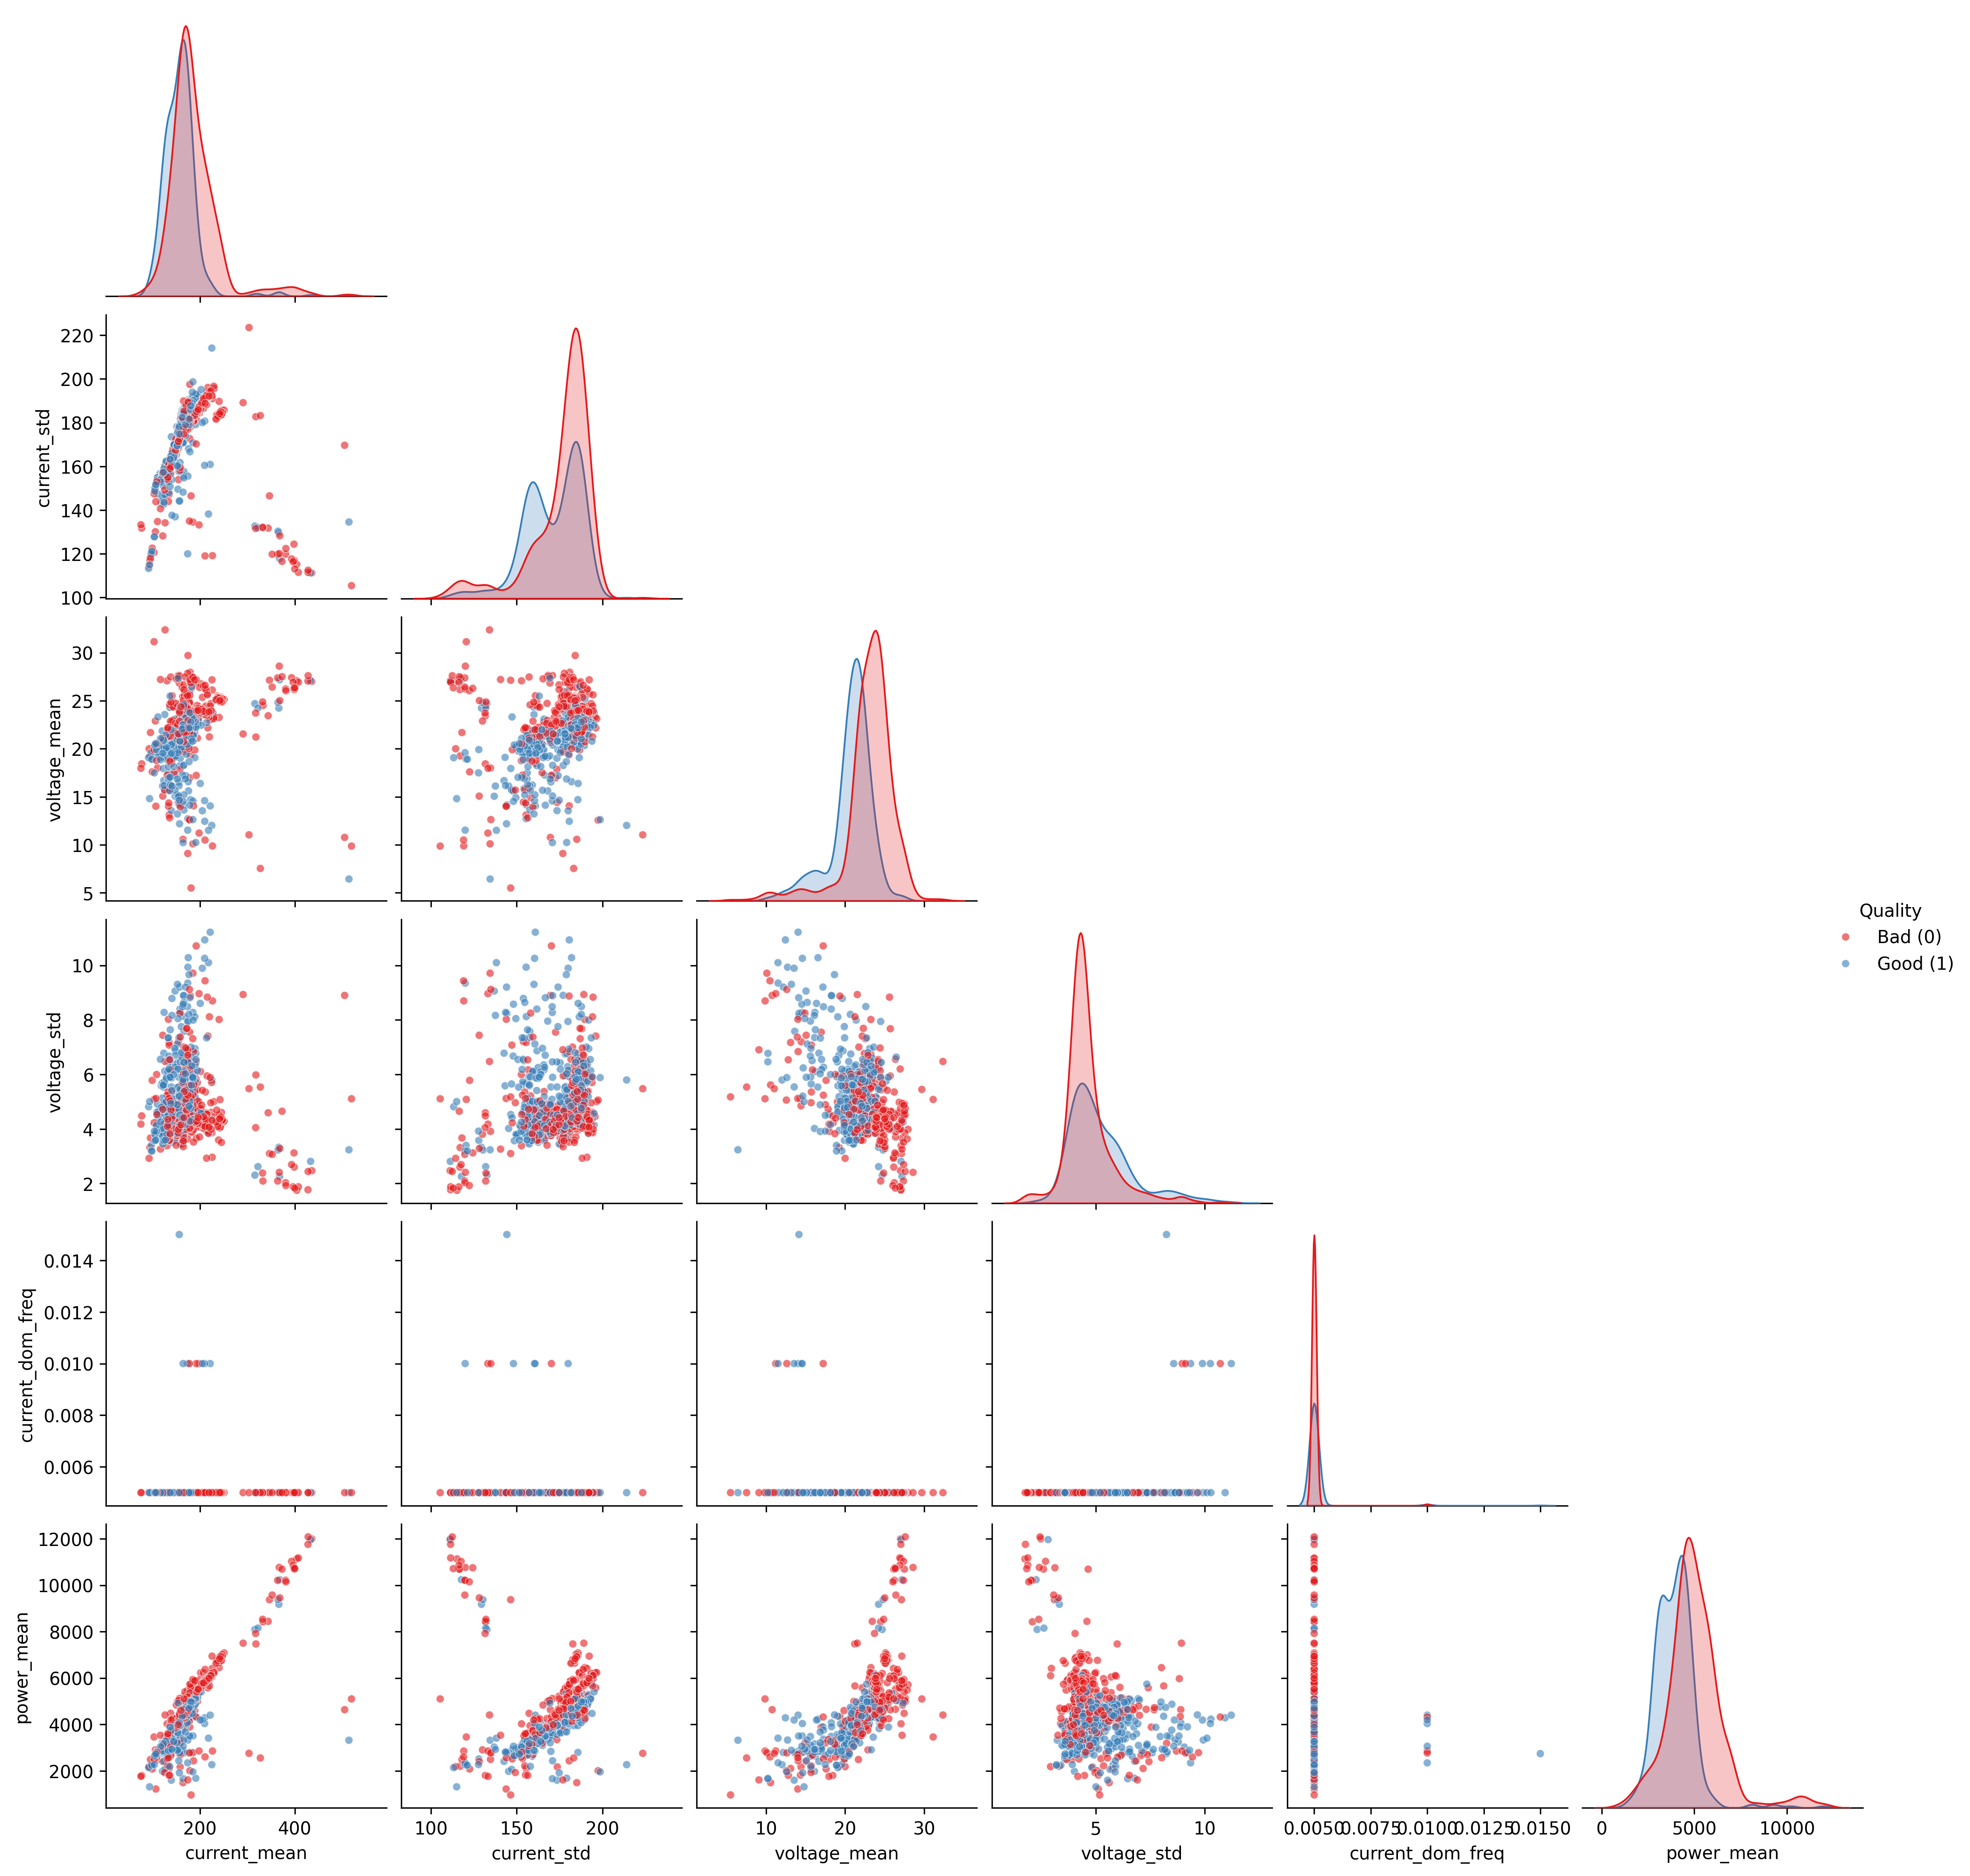 220
200
180
160
140
120
100
current_std
30
25
20
15
10
5
voltage_mean
10
8
6
4
2
voltage_std
Quality
Bad (0)
Good (1)
0.014
0.012
0.010
0.008
0.006
current_dom_freq
12000
10000
8000
6000
4000
2000
power_mean
200 400
100 150 200
10 20 30
5 10
0.0050 0.0075 0.0100 0.0125 0.0150
0 5000 10000
current_mean
current_std
voltage_mean
voltage_std
current_dom_freq
power_mean